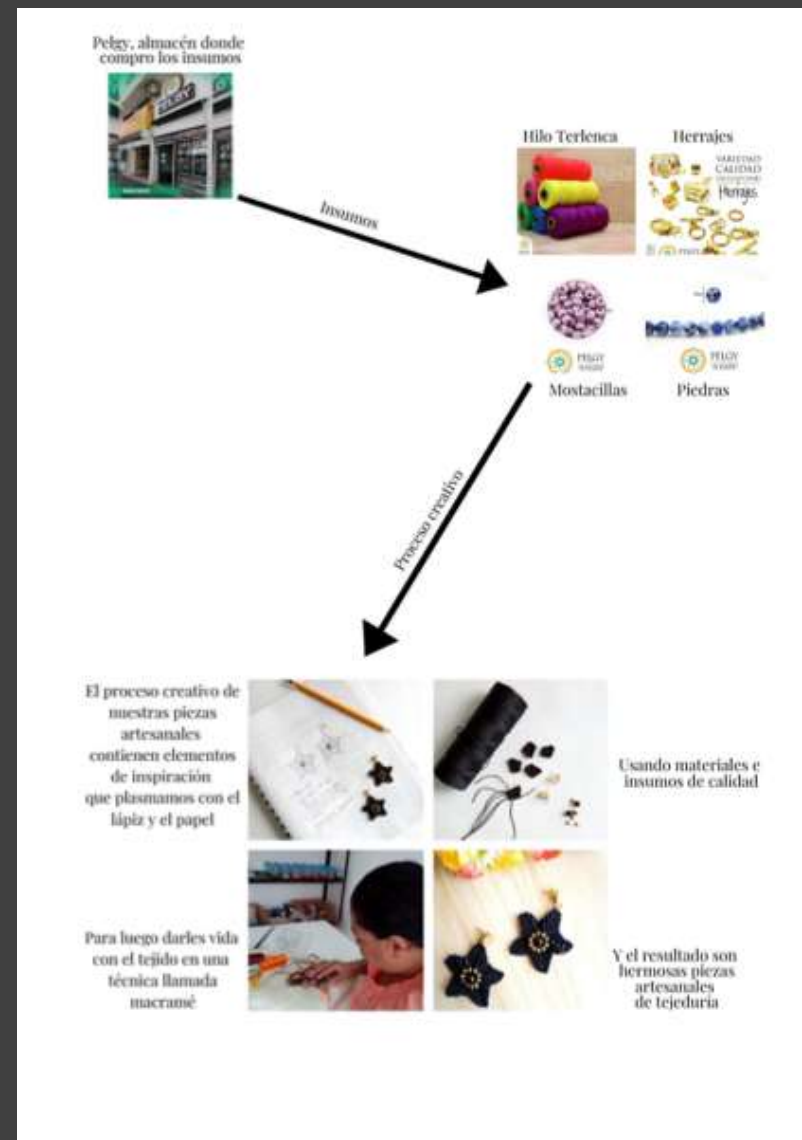 Pelgy, almacén donde
compro los insumos
PELGY
Insumos
Hilo Terlenca
Herrajes
VARIEDAD
CALIDAD
Herrajes
PELGY
PELGY
Mostacillas
Piedras
Proceso creativo
El proceso creativo de
nuestras piezas
artesanales
contienen elementos
de inspiración
que plasmamos con el
lápiz y el papel
Usando materiales e
insumos de calidad
Para luego darles vida
con el tejido en una
técnica llamada
macramé
Y el resultado son
hermosas piezas
artesanales
de tejeduría